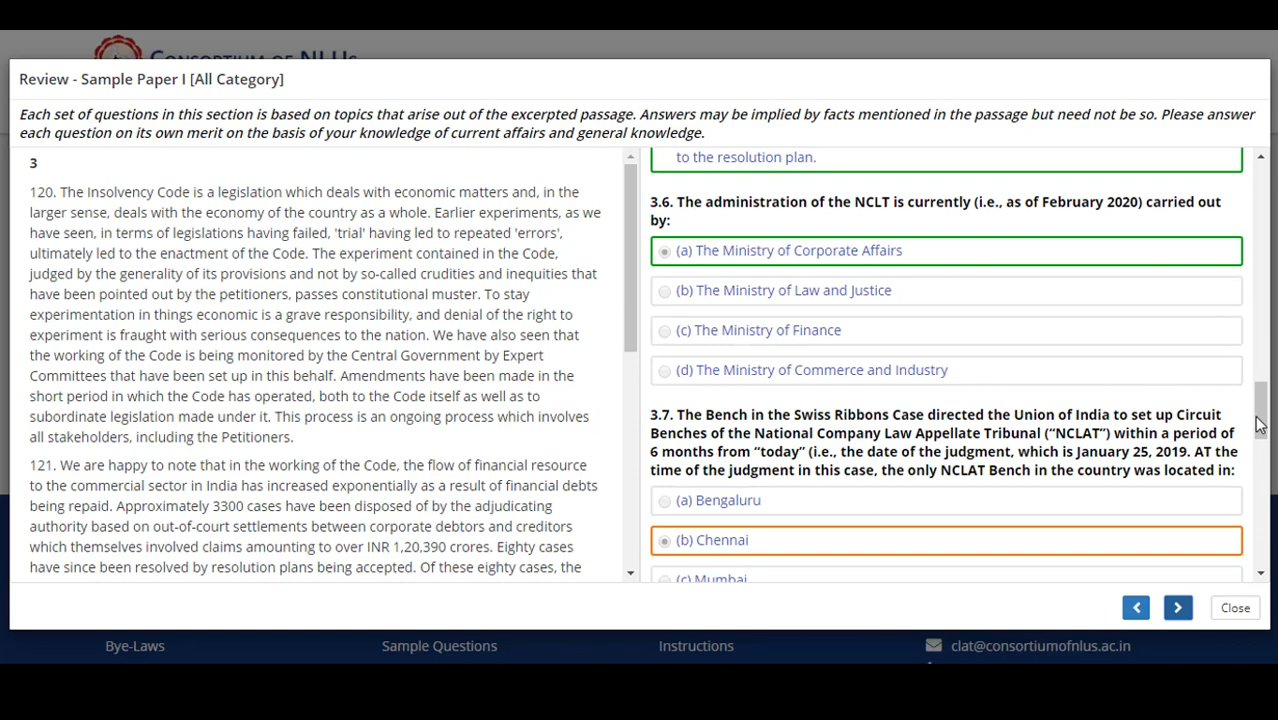 CONSORTIUM OF NLUS
Review - Sample Paper I [All Category]
Each set of questions in this section is based on topics that arise out of the excerpted passage. Answers may be implied by facts mentioned in the passage but need not be so. Please answer
each question on its own merit on the basis of your knowledge of current affairs and general knowledge.
3
120. The Insolvency Code is a legislation which deals with economic matters and, in the
larger sense, deals with the economy of the country as a whole. Earlier experiments, as we
have seen, in terms of legislations having failed, 'trial' having led to repeated 'errors',
ultimately led to the enactment of the Code. The experiment contained in the Code,
judged by the generality of its provisions and not by so-called crudities and inequities that
have been pointed out by the petitioners, passes constitutional muster. To stay
experimentation in things economic is a grave responsibility, and denial of the right to
experiment is fraught with serious consequences to the nation. We have also seen that
the working of the Code is being monitored by the Central Government by Expert
Committees that have been set up in this behalf. Amendments have been made in the
short period in which the Code has operated, both to the Code itself as well as to
subordinate legislation made under it. This process is an ongoing process which involves
all stakeholders, including the Petitioners.
121. We are happy to note that in the working of the Code, the flow of financial resource
to the commercial sector in India has increased exponentially as a result of financial debts
being repaid. Approximately 3300 cases have been disposed of by the adjudicating
authority based on out-of-court settlements between corporate debtors and creditors
which themselves involved claims amounting to over INR 1,20,390 crores. Eighty cases
have since been resolved by resolution plans being accepted. Of these eighty cases, the
to the resolution plan.
3.6. The administration of the NCLT is currently (i.e., as of February 2020) carried out
by:
(a) The Ministry of Corporate Affairs
(b) The Ministry of Law and Justice
(c) The Ministry of Finance
(d) The Ministry of Commerce and Industry
3.7. The Bench in the Swiss Ribbons Case directed the Union of India to set up Circuit
Benches of the National Company Law Appellate Tribunal (“NCLAT”) within a period of
6 months from “today” (i.e., the date of the judgment, which is January 25, 2019. AT the
time of the judgment in this case, the only NCLAT Bench in the country was located in:
(a) Bengaluru
(b) Chennai
(c) Mumbai
Close
Bye-Laws
Sample Questions
Instructions
clat@consortiumofnlus.ac.in